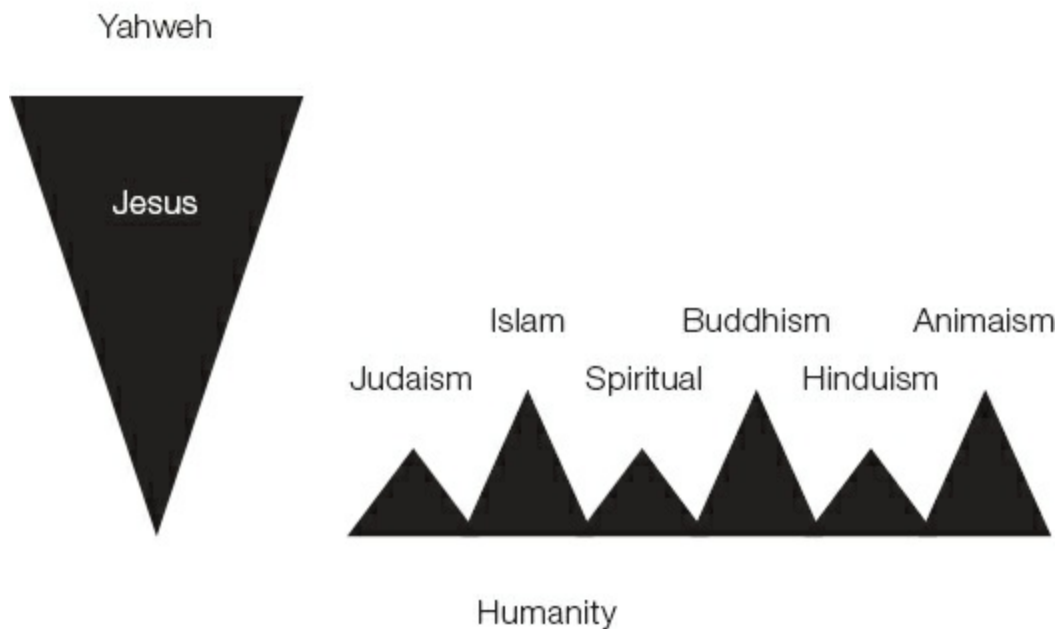 Yahweh
Jesus
Islam Buddhism Animaism
Judaism Spiritual Hinduism
Humanity